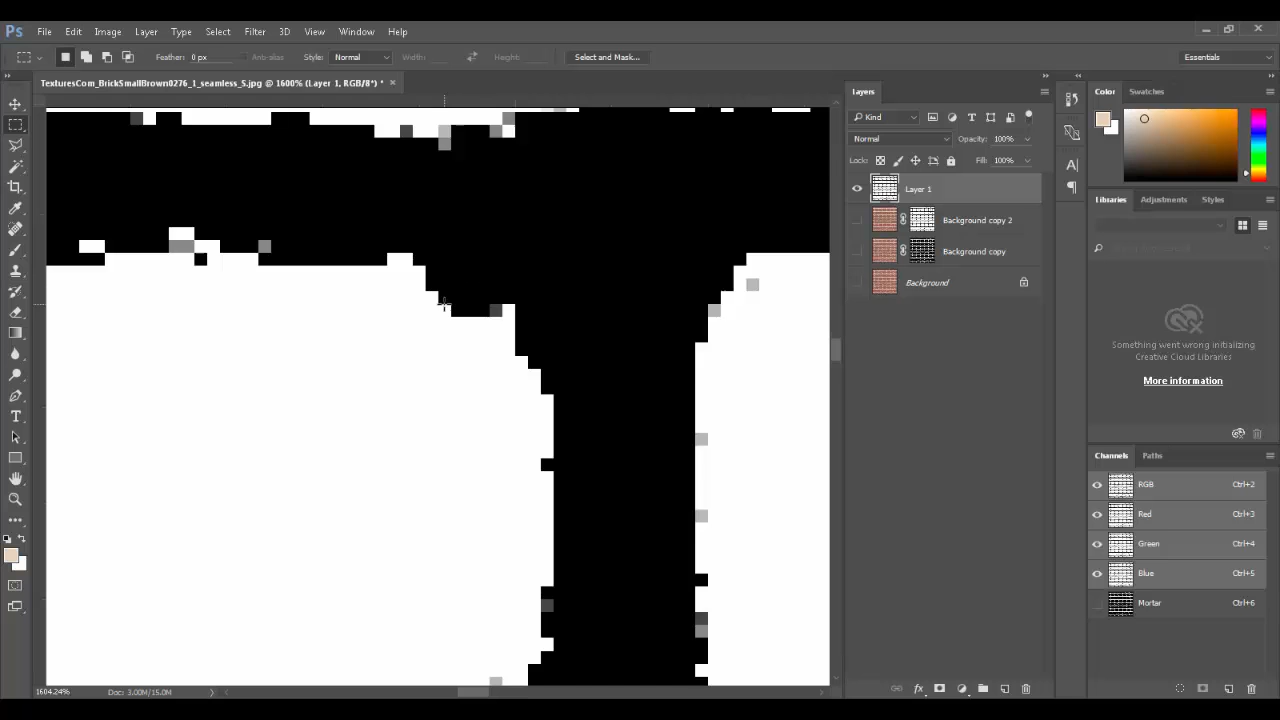 Ps File Edit Image Layer Type Select Filter 3D View Window Help
Feather: 0 px Anti-alias Style: Normal Width: Height: Select and Mask... Essentials
TexturesCom_BrickSmallBrown0276_1_seamless_S.jpg @ 1600% (Layer 1, RGB/8*) *
Layers
Kind
Normal Opacity: 100%
Lock: Fill: 100%
Layer 1
Background copy 2
Background copy
Background
A
Color Swatches
Libraries Adjustments Styles
Something went wrong initializing
Creative Cloud Libraries
More information
Channels Paths
RGB Ctrl+2
Red Ctrl+3
Green Ctrl+4
Blue Ctrl+5
Mortar Ctrl+6
1604.24% Doc: 3.00M/15.0M